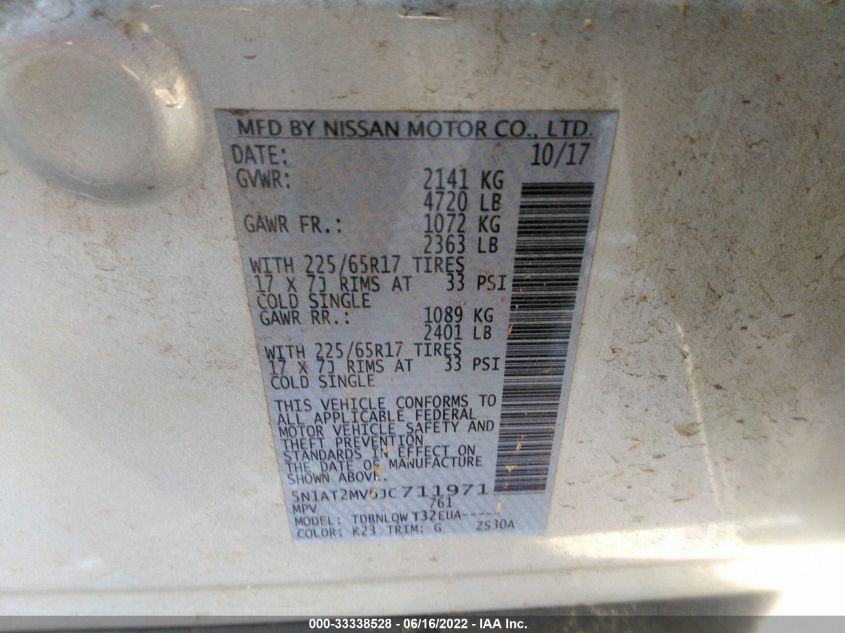 MFD BY NISSAN MOTOR CO., LTD.
DATE: 10/17
GVWR: 2141 KG
4720 LB
GAWR FR.: 1072 KG
2363 LB
WITH 225/65R17 TIRES
17 X 7J RIMS AT 33 PSI
COLD SINGLE
GAWR RR.: 1089 KG
2401 LB
WITH 225/65R17 TIRES
17 X 7J RIMS AT 33 PSI
COLD SINGLE
THIS VEHICLE CONFORMS TO
ALL APPLICABLE FEDERAL
MOTOR VEHICLE SAFETY AND
THEFT PREVENTION
STANDARDS IN EFFECT ON
THE DATE OF MANUFACTURE
SHOWN ABOVE.
5N1AT2MV6JC711971
MPV 761
MODEL: TDBNLQW T32EUA-----
COLOR: K23 TRIM: G ZS30A
000-33338528 - 06/16/2022 - IAA Inc.